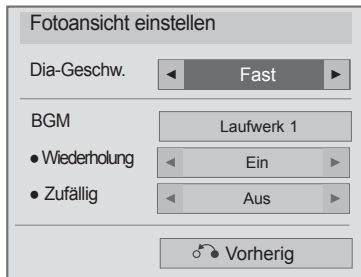 Fotoansicht einstellen
Dia-Geschw. ◄ Fast ►
BGM Laufwerk 1
● Wiederholung ◄ Ein ►
● Zufällig ◄ Aus ►
Vorherig